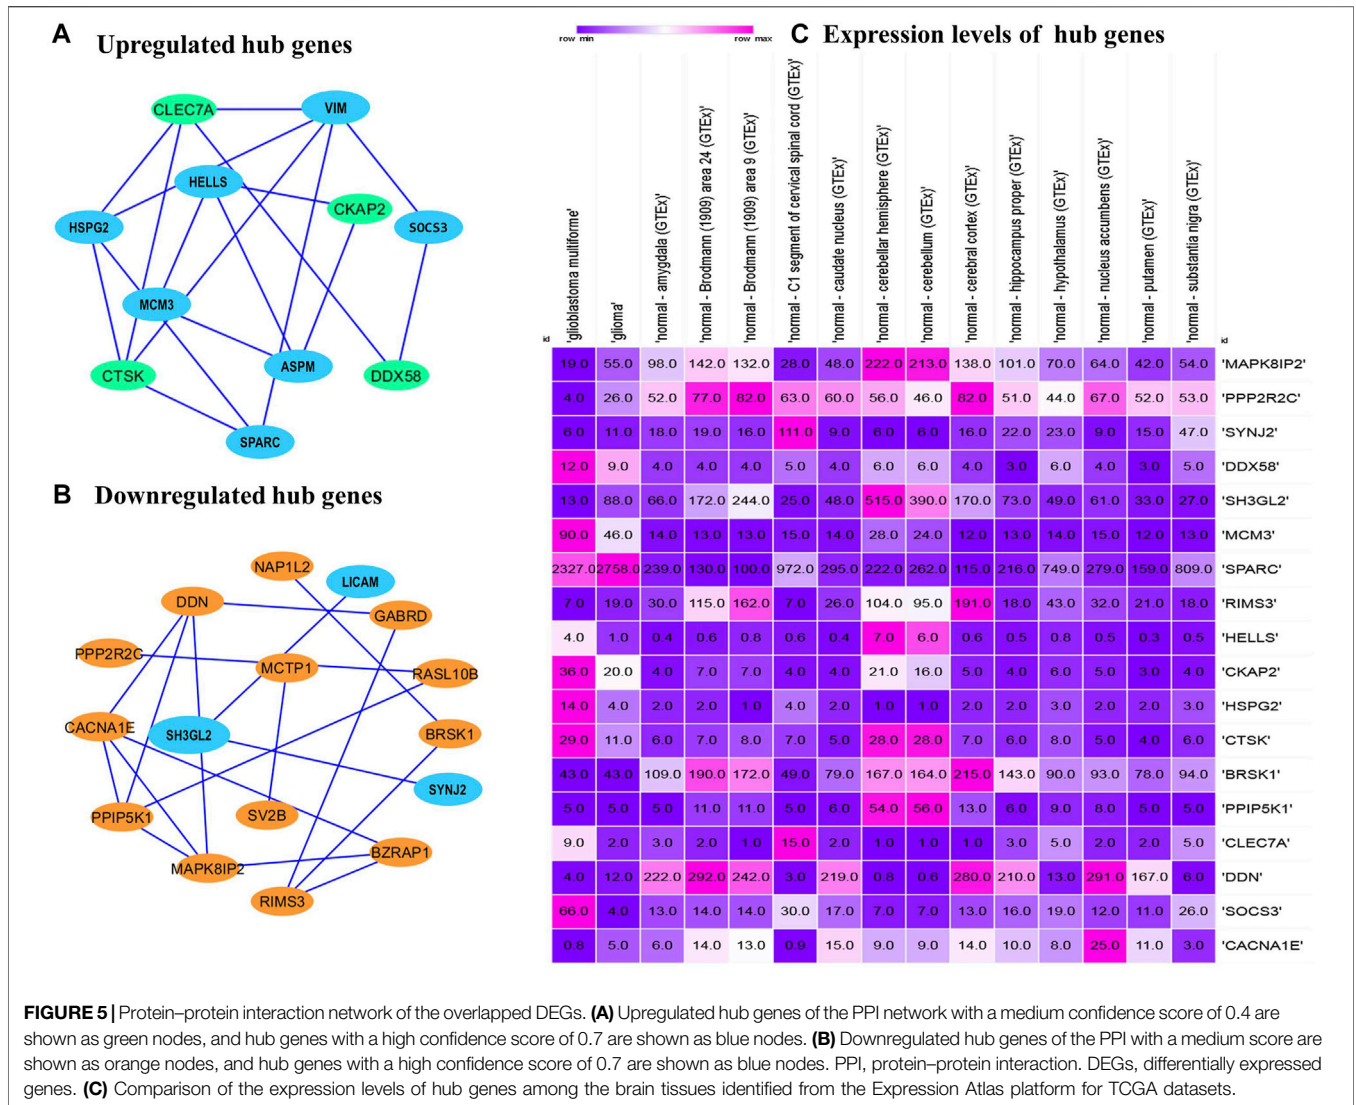 A Upregulated hub genes
CLEC7A
VIM
HELLS
CKAP2
HSPG2
SOCS3
MCM3
CTSK
ASPM
DDX58
SPARC
B Downregulated hub genes
NAP1L2
LICAM
DDN
GABRD
PPP2R2C
MCTP1
RASL10B
CACNA1E
SH3GL2
BRSK1
SYNJ2
PPIP5K1
SV2B
BZRAP1
MAPK8IP2
RIMS3
row min row max
C Expression levels of hub genes
id 'glioblastoma multiforme' 'glioma' 'normal - amygdala (GTEx)' 'normal - Brodmann (1909) area 24 (GTEx)' 'normal - Brodmann (1909) area 9 (GTEx)' 'normal - C1 segment of cervical spinal cord (GTEx)' 'normal - caudate nucleus (GTEx)' 'normal - cerebellar hemisphere (GTEx)' 'normal - cerebellum (GTEx)' 'normal - cerebral cortex (GTEx)' 'normal - hippocampus proper (GTEx)' 'normal - hypothalamus (GTEx)' 'normal - nucleus accumbens (GTEx)' 'normal - putamen (GTEx)' 'normal - substantia nigra (GTEx)' id
19.0 55.0 98.0 142.0 132.0 28.0 48.0 222.0 213.0 138.0 101.0 70.0 64.0 42.0 54.0 'MAPK8IP2'
4.0 26.0 52.0 77.0 82.0 63.0 60.0 56.0 46.0 82.0 51.0 44.0 67.0 52.0 53.0 'PPP2R2C'
6.0 11.0 18.0 19.0 16.0 111.0 9.0 6.0 6.0 16.0 22.0 23.0 9.0 15.0 47.0 'SYNJ2'
12.0 9.0 4.0 4.0 4.0 5.0 4.0 6.0 6.0 4.0 3.0 6.0 4.0 3.0 5.0 'DDX58'
13.0 88.0 66.0 172.0 244.0 25.0 48.0 515.0 390.0 170.0 73.0 49.0 61.0 33.0 27.0 'SH3GL2'
90.0 46.0 14.0 13.0 13.0 15.0 14.0 28.0 24.0 12.0 13.0 14.0 15.0 12.0 13.0 'MCM3'
2327.0 2758.0 239.0 130.0 100.0 972.0 295.0 222.0 262.0 115.0 216.0 749.0 279.0 159.0 809.0 'SPARC'
7.0 19.0 30.0 115.0 162.0 7.0 26.0 104.0 95.0 191.0 18.0 43.0 32.0 21.0 18.0 'RIMS3'
4.0 1.0 0.4 0.6 0.8 0.6 0.4 7.0 6.0 0.6 0.5 0.8 0.5 0.3 0.5 'HELLS'
36.0 20.0 4.0 7.0 7.0 4.0 4.0 21.0 16.0 5.0 4.0 6.0 5.0 3.0 4.0 'CKAP2'
14.0 4.0 2.0 2.0 1.0 4.0 2.0 1.0 1.0 2.0 2.0 3.0 2.0 2.0 3.0 'HSPG2'
29.0 11.0 6.0 7.0 8.0 7.0 5.0 28.0 28.0 7.0 6.0 8.0 5.0 4.0 6.0 'CTSK'
43.0 43.0 109.0 190.0 172.0 49.0 79.0 167.0 164.0 215.0 143.0 90.0 93.0 78.0 94.0 'BRSK1'
5.0 5.0 5.0 11.0 11.0 5.0 6.0 54.0 56.0 13.0 6.0 9.0 8.0 5.0 5.0 'PPIP5K1'
9.0 2.0 3.0 2.0 1.0 15.0 2.0 1.0 1.0 1.0 3.0 5.0 2.0 2.0 5.0 'CLEC7A'
4.0 12.0 222.0 292.0 242.0 3.0 219.0 0.8 0.6 280.0 210.0 13.0 291.0 167.0 6.0 'DDN'
66.0 4.0 13.0 14.0 14.0 30.0 17.0 7.0 7.0 13.0 16.0 19.0 12.0 11.0 26.0 'SOCS3'
0.8 5.0 6.0 14.0 13.0 0.9 15.0 9.0 9.0 14.0 10.0 8.0 25.0 11.0 3.0 'CACNA1E'
FIGURE 5 | Protein–protein interaction network of the overlapped DEGs. (A) Upregulated hub genes of the PPI network with a medium confidence score of 0.4 are
shown as green nodes, and hub genes with a high confidence score of 0.7 are shown as blue nodes. (B) Downregulated hub genes of the PPI with a medium score are
shown as orange nodes, and hub genes with a high confidence score of 0.7 are shown as blue nodes. PPI, protein–protein interaction. DEGs, differentially expressed
genes. (C) Comparison of the expression levels of hub genes among the brain tissues identified from the Expression Atlas platform for TCGA datasets.